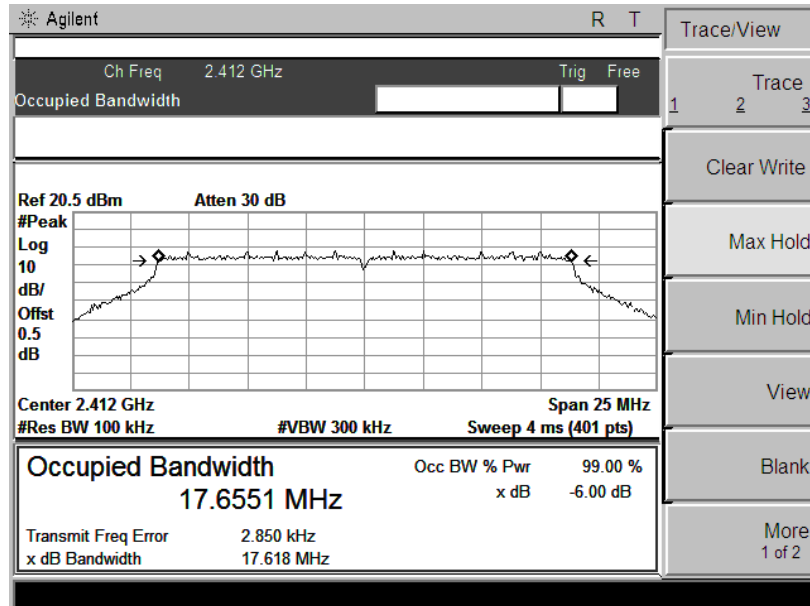 Agilent R T
Ch Freq 2.412 GHz Trig Free
Occupied Bandwidth
Ref 20.5 dBm Atten 30 dB
#Peak
Log
10
dB/
Offst
0.5
dB
Center 2.412 GHz Span 25 MHz
#Res BW 100 kHz #VBW 300 kHz Sweep 4 ms (401 pts)
Occupied Bandwidth Occ BW % Pwr 99.00 %
17.6551 MHz x dB -6.00 dB
Transmit Freq Error 2.850 kHz
x dB Bandwidth 17.618 MHz
Trace/View
Trace
1 2 3
Clear Write
Max Hold
Min Hold
View
Blank
More
1 of 2